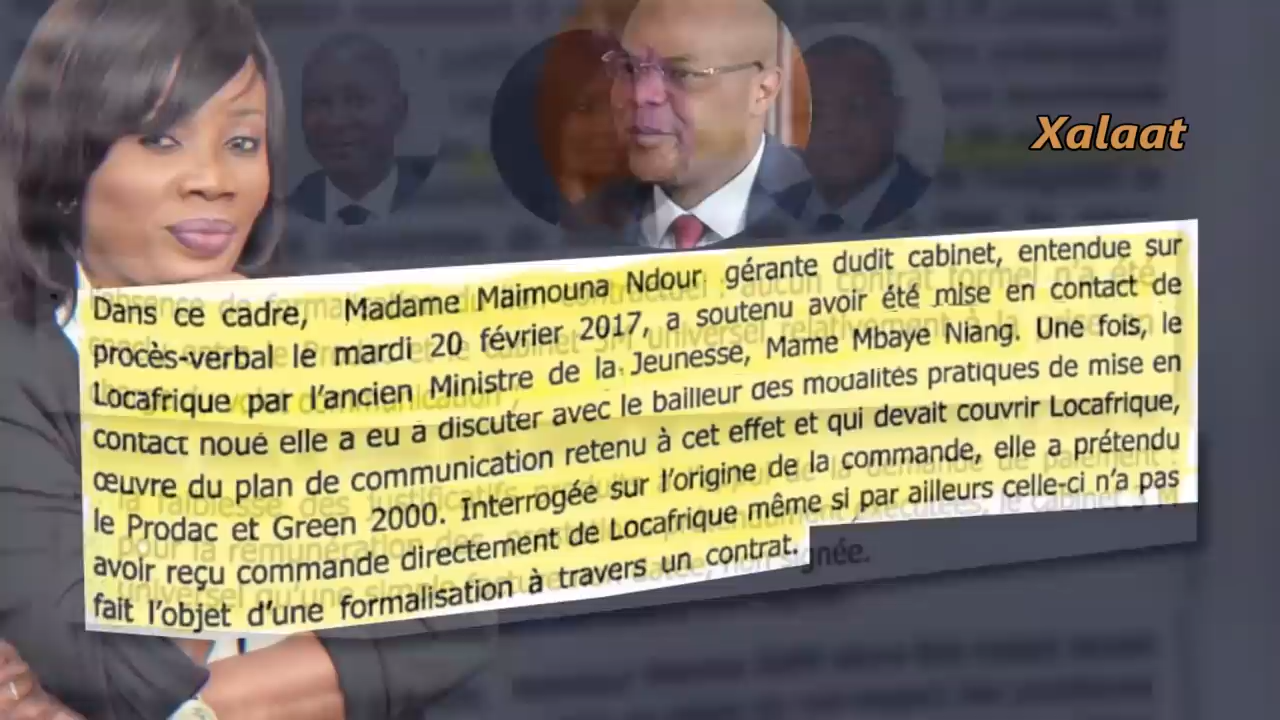 Xalaat
Dans ce cadre, Madame Maimouna Ndour gérante dudit cabinet, entendue sur
procès-verbal le mardi 20 février 2017, a soutenu avoir été mise en contact de
Locafrique par l'ancien Ministre de la Jeunesse, Mame Mbaye Niang. Une fois, le
contact noué elle a eu à discuter avec le bailleur des modalités pratiques de mise en
œuvre du plan de communication retenu à cet effet et qui devait couvrir Locafrique,
le Prodac et Green 2000. Interrogée sur l'origine de la commande, elle a prétendu
avoir reçu commande directement de Locafrique même si par ailleurs celle-ci n'a pas
fait l'objet d'une formalisation à travers un contrat.